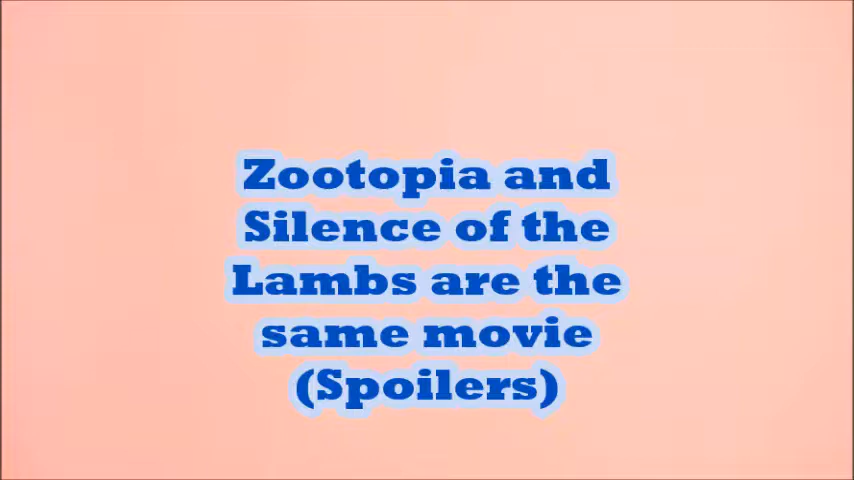 Zootopia and
Silence of the
Lambs are the
same movie
(Spoilers)